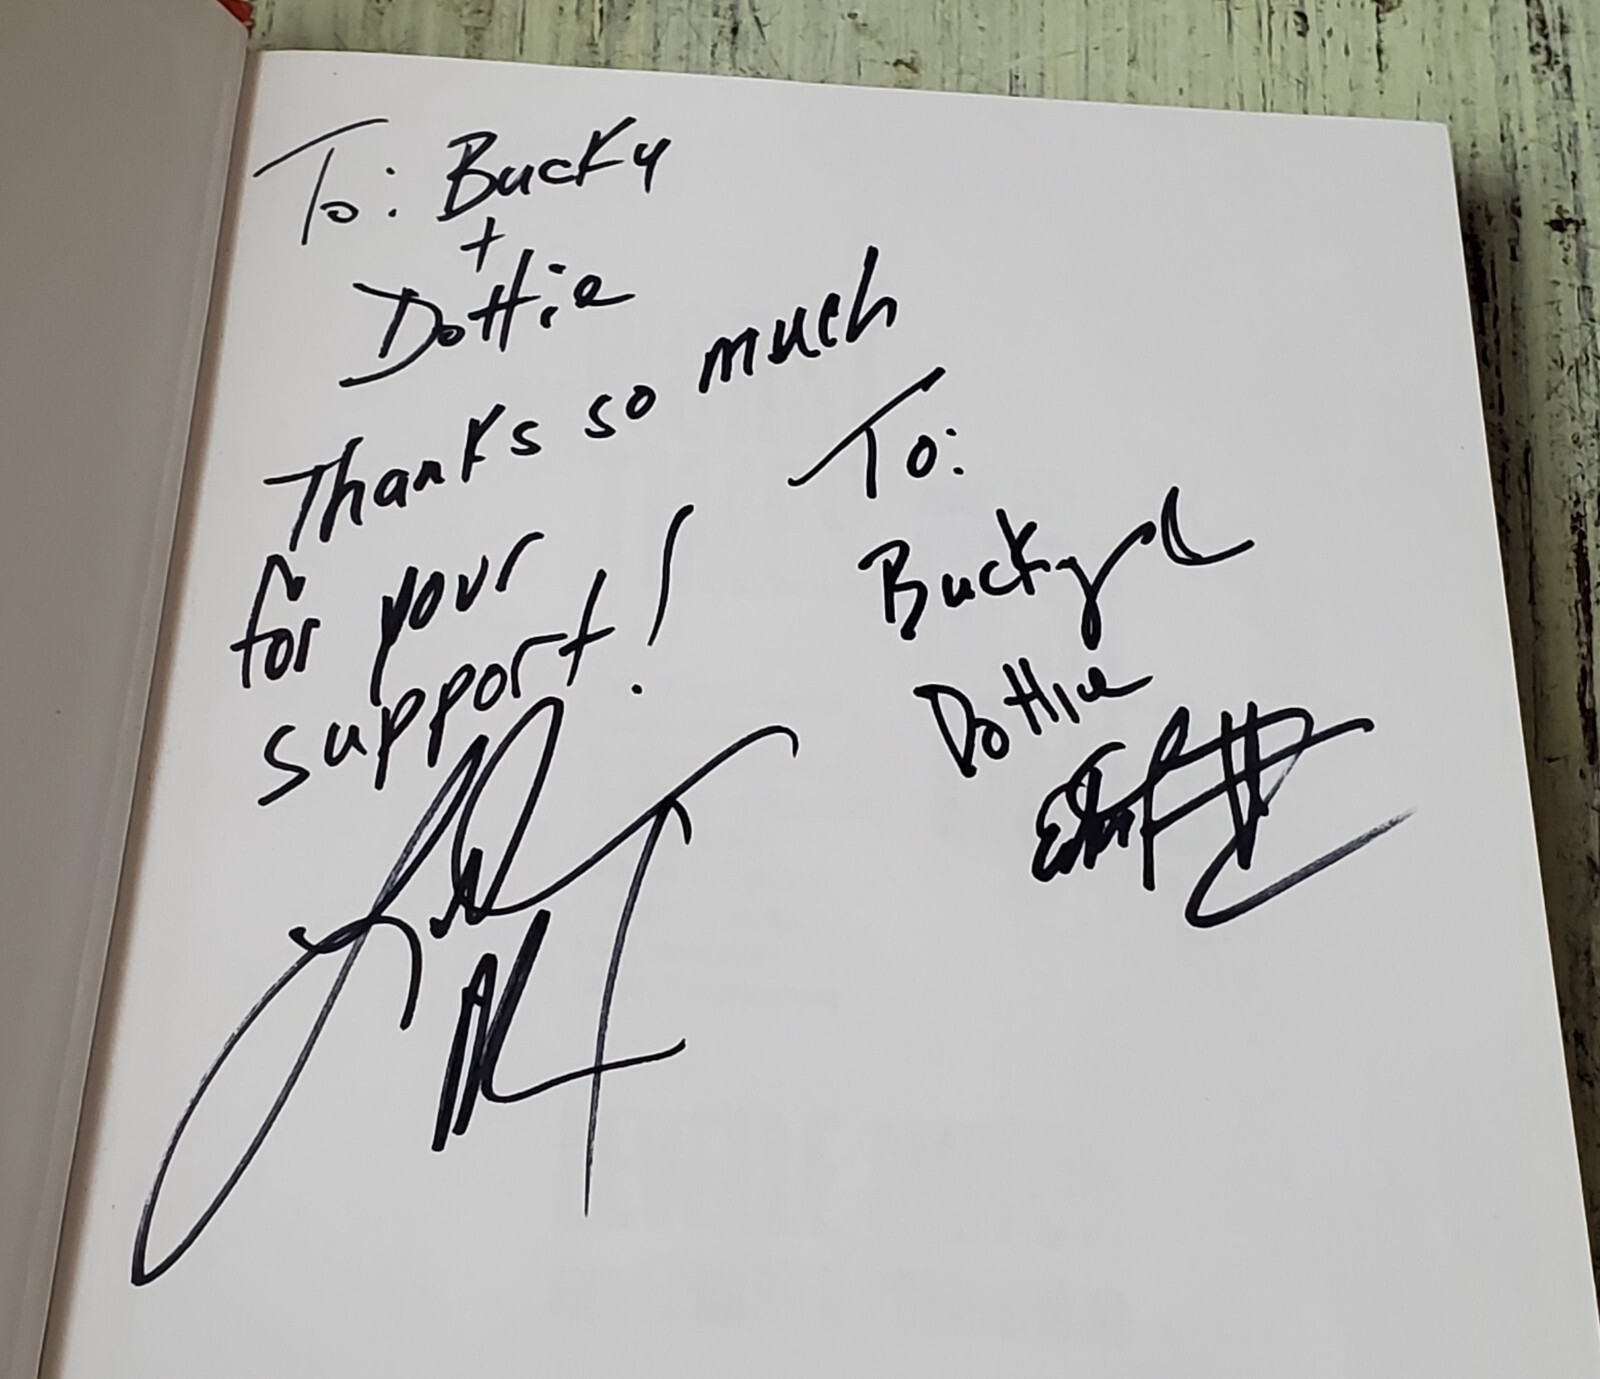 To: Bucky
+
Dottie
Thanks so much
for your
support!
To:
Bucky &
Dottie